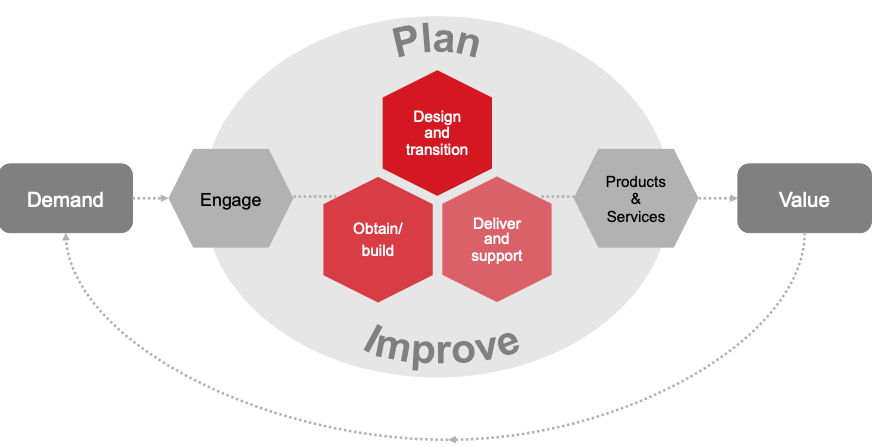 Plan
Design
and
transition
Demand
Engage
Obtain/
build
Deliver
and
support
Products
&
Services
Value
Improve